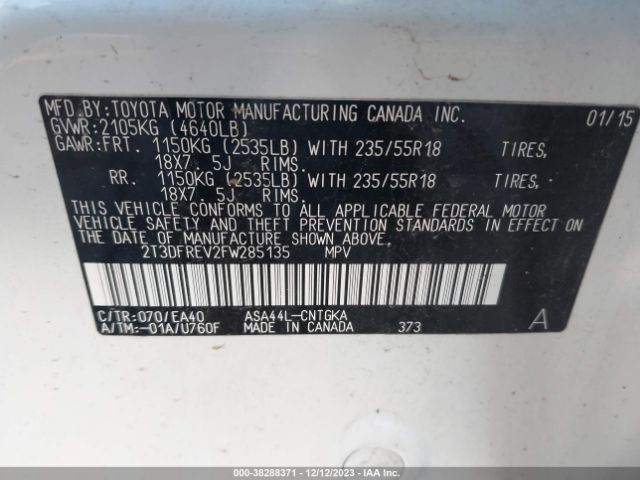 MFD.BY:TOYOTA MOTOR MANUFACTURING CANADA INC. 01/15
GVWR:2105KG (4640LB)
GAWR:FRT. 1150KG (2535LB) WITH 235/55R18 TIRES,
18X7. 5J RIMS.
RR. 1150KG (2535LB) WITH 235/55R18 TIRES,
18X7. 5J RIMS.
THIS VEHICLE CONFORMS TO ALL APPLICABLE FEDERAL MOTOR
VEHICLE SAFETY AND THEFT PREVENTION STANDARDS IN EFFECT ON
THE DATE OF MANUFACTURE SHOWN ABOVE.
2T3DFREV2FW285135 MPV
C/TR:070/EA40 ASA44L-CNTGKA
A/TM:-01A/U760F MADE IN CANADA 373 A
000-38288371 - 12/12/2023 - IAA Inc.